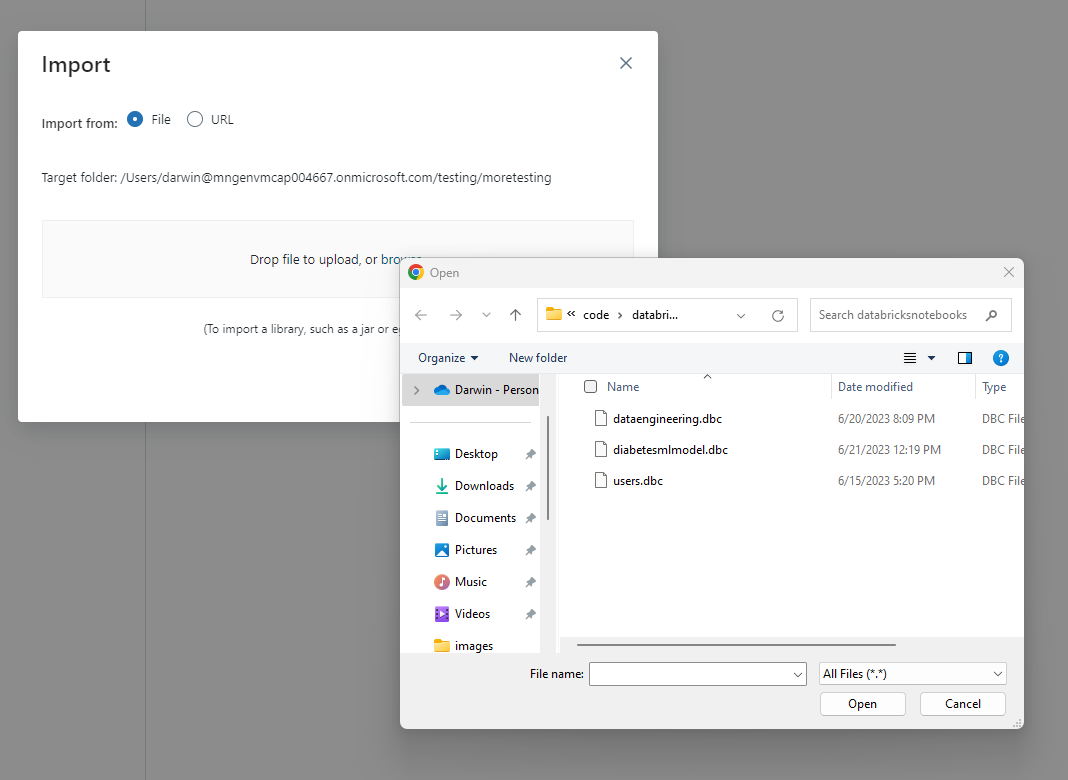 Import
Import from: File URL
Target folder: /Users/darwin@mngenvmcap004667.onmicrosoft.com/testing/moretesting
Drop file to upload, or browse
(To import a library, such as a jar or e
Open
« code › databri...
Search databricksnotebooks
Organize New folder
Darwin - Person
Name Date modified Type
dataengineering.dbc 6/20/2023 8:09 PM DBC File
diabetesmlmodel.dbc 6/21/2023 12:19 PM DBC File
users.dbc 6/15/2023 5:20 PM DBC File
Desktop
Downloads
Documents
Pictures
Music
Videos
images
File name: All Files (*.*)
Open Cancel